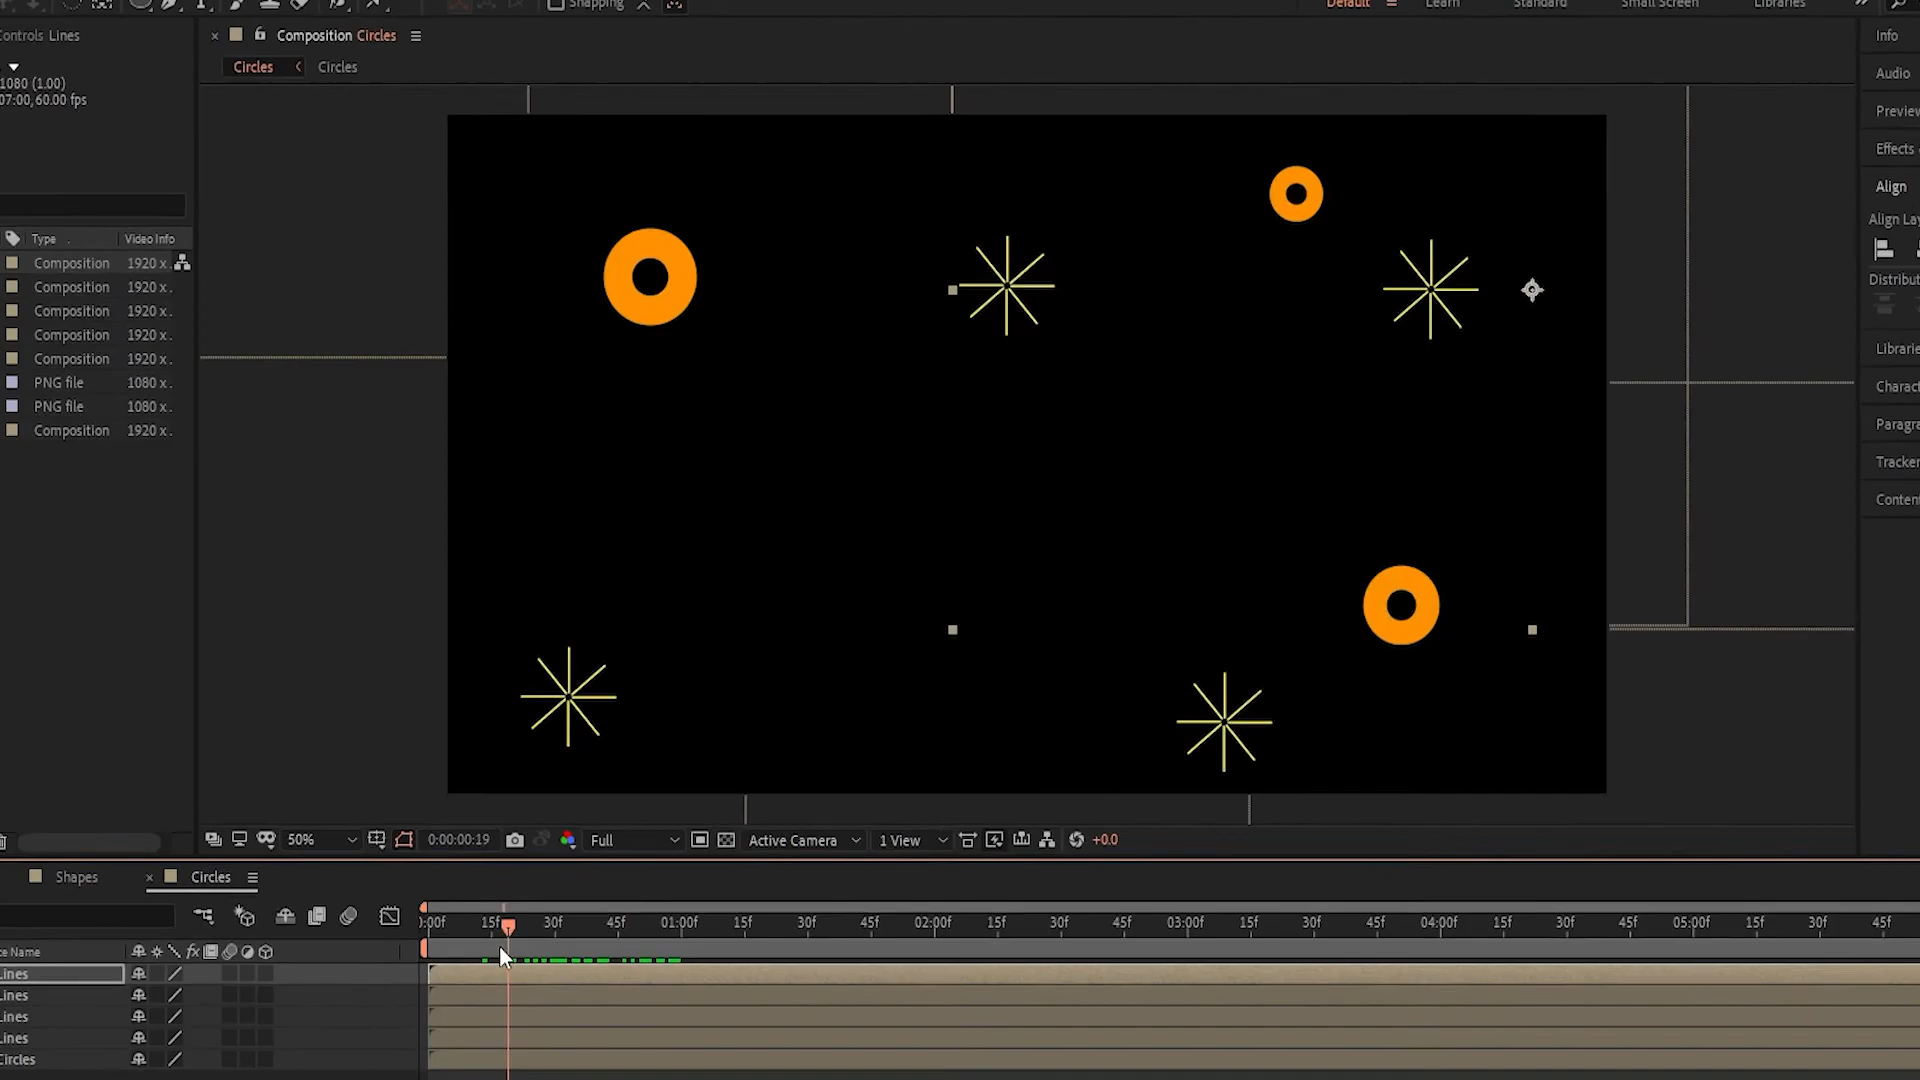 Snapping
Default
Learn
Standard
Small Screen
Libraries
ontrols Lines
Composition Circles
Info
Circles
Circles
1080 (1.00)
07:00, 60.00 fps
Audio
Preview
Effects
Align
Align Lay
Type
Video Info
Composition 1920 x
Composition 1920 x .
Composition 1920 x .
Composition 1920 x .
Composition 1920 x .
PNG file 1080 x .
PNG file 1080 x .
Composition 1920 x .
Distribut
Librarie
Charact
Paragra
Tracker
Conten
50%
0:00:00:19
Full
Active Camera
1 View
+0.0
Shapes
Circles
:00f 15f 30f 45f 01:00f 15f 30f 45f 02:00f 15f 30f 45f 03:00f 15f 30f 45f 04:00f 15f 30f 45f 05:00f 15f 30f 45f
ce Name
fx
Lines
Lines
Lines
Lines
Circles